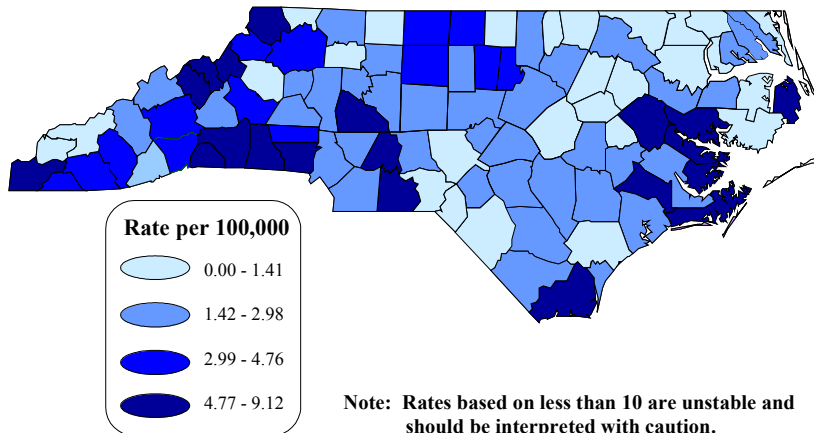 Rate per 100,000
0.00 - 1.41
1.42 - 2.98
2.99 - 4.76
4.77 - 9.12
Note: Rates based on less than 10 are unstable and
should be interpreted with caution.